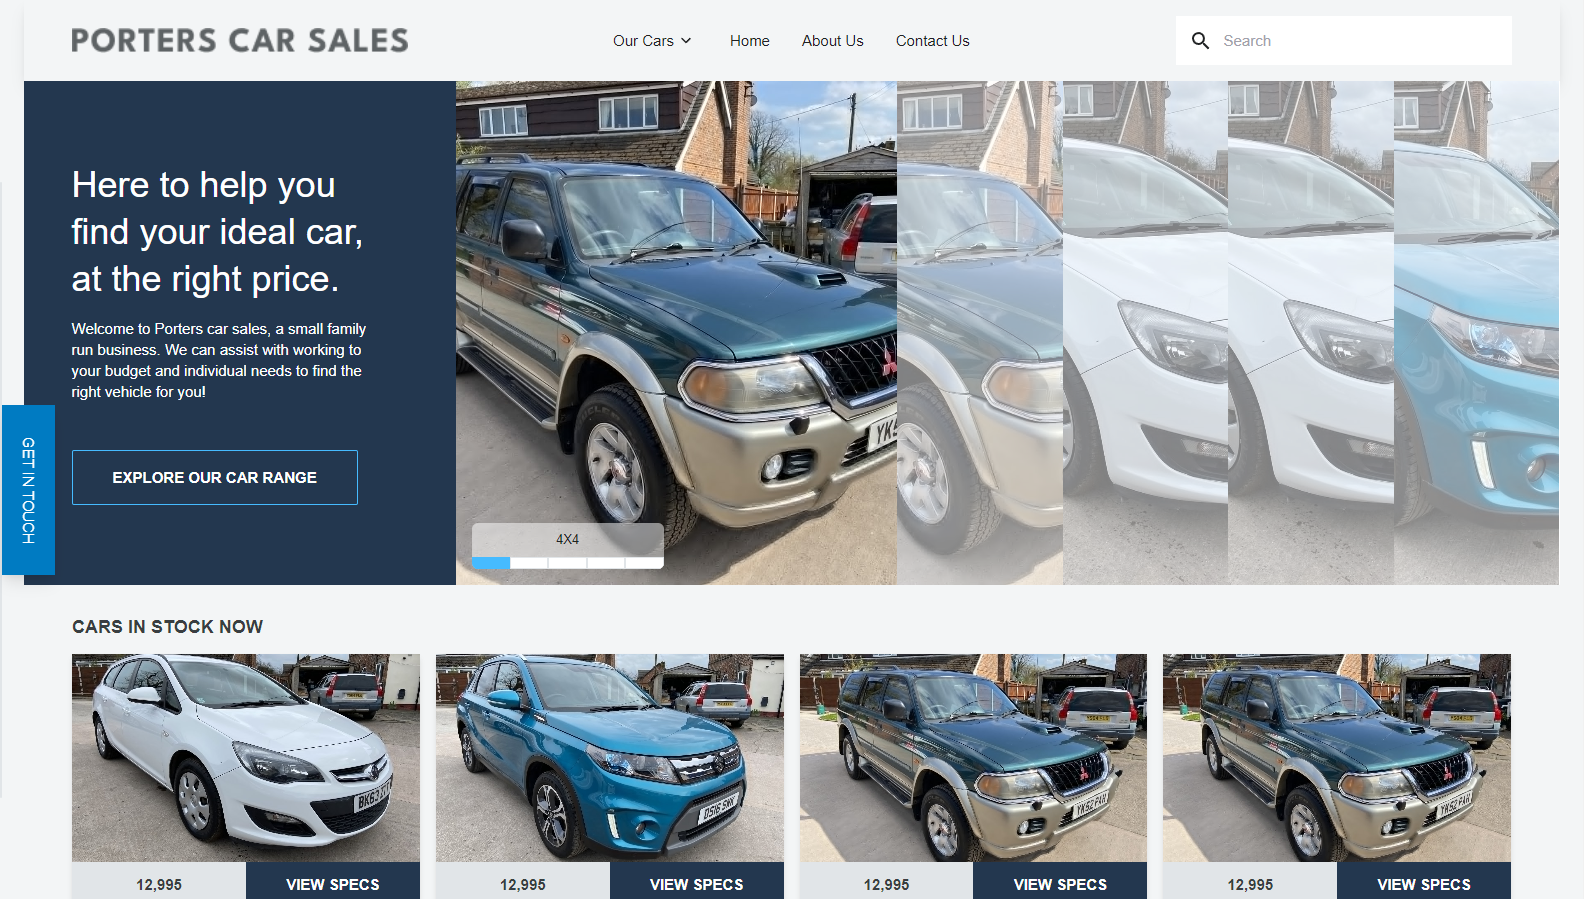 PORTERS CAR SALES
Our Cars
Home
About Us
Contact Us
Search
Here to help you
find your ideal car,
at the right price.
Welcome to Porters car sales, a small family
run business. We can assist with working to
your budget and individual needs to find the
right vehicle for you!
EXPLORE OUR CAR RANGE
GET IN TOUCH
4X4
CARS IN STOCK NOW
12,995
VIEW SPECS
12,995
VIEW SPECS
12,995
VIEW SPECS
12,995
VIEW SPECS